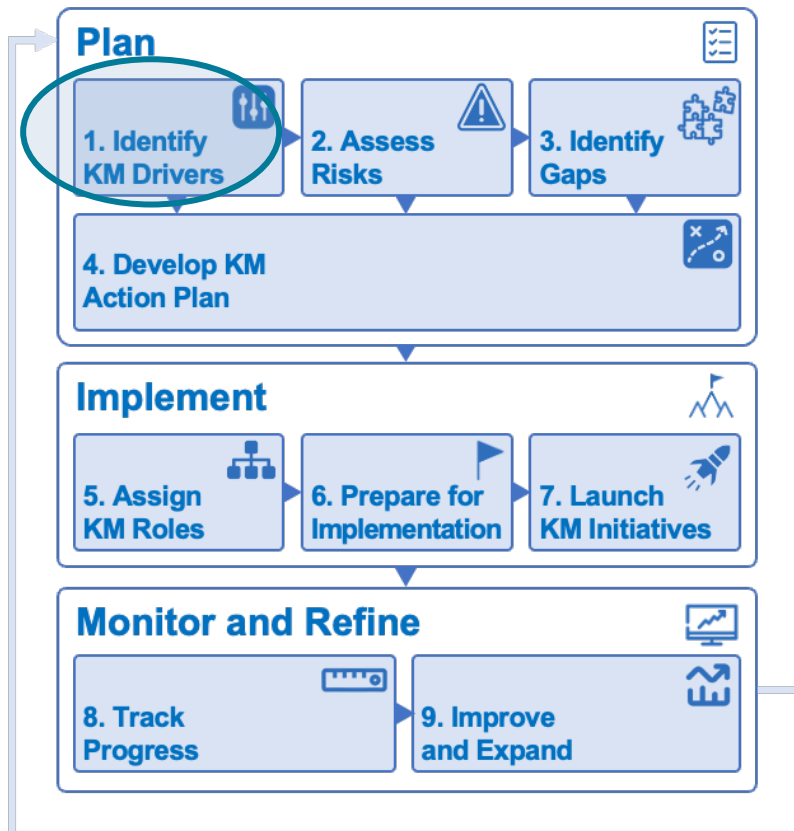 Plan
1. Identify
KM Drivers
2. Assess
Risks
3. Identify
Gaps
4. Develop KM
Action Plan
Implement
5. Assign
KM Roles
6. Prepare for
Implementation
7. Launch
KM Initiatives
Monitor and Refine
8. Track
Progress
9. Improve
and Expand